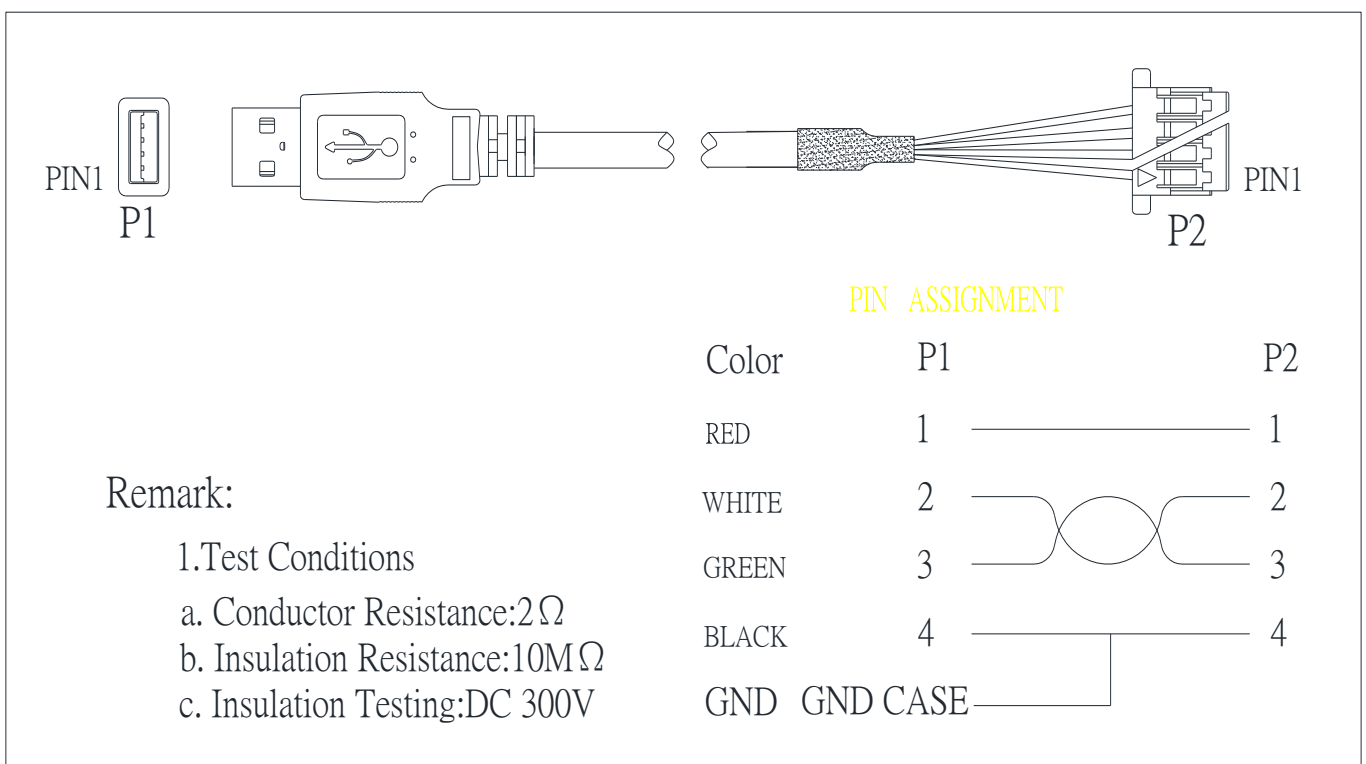 PIN1
P1
PIN1
P2
PIN ASSIGNMENT
Color P1 P2
RED 1 1
WHITE 2 2
GREEN 3 3
BLACK 4 4
GND GND CASE
Remark:
1.Test Conditions
a. Conductor Resistance:2Ω
b. Insulation Resistance:10MΩ
c. Insulation Testing:DC 300V